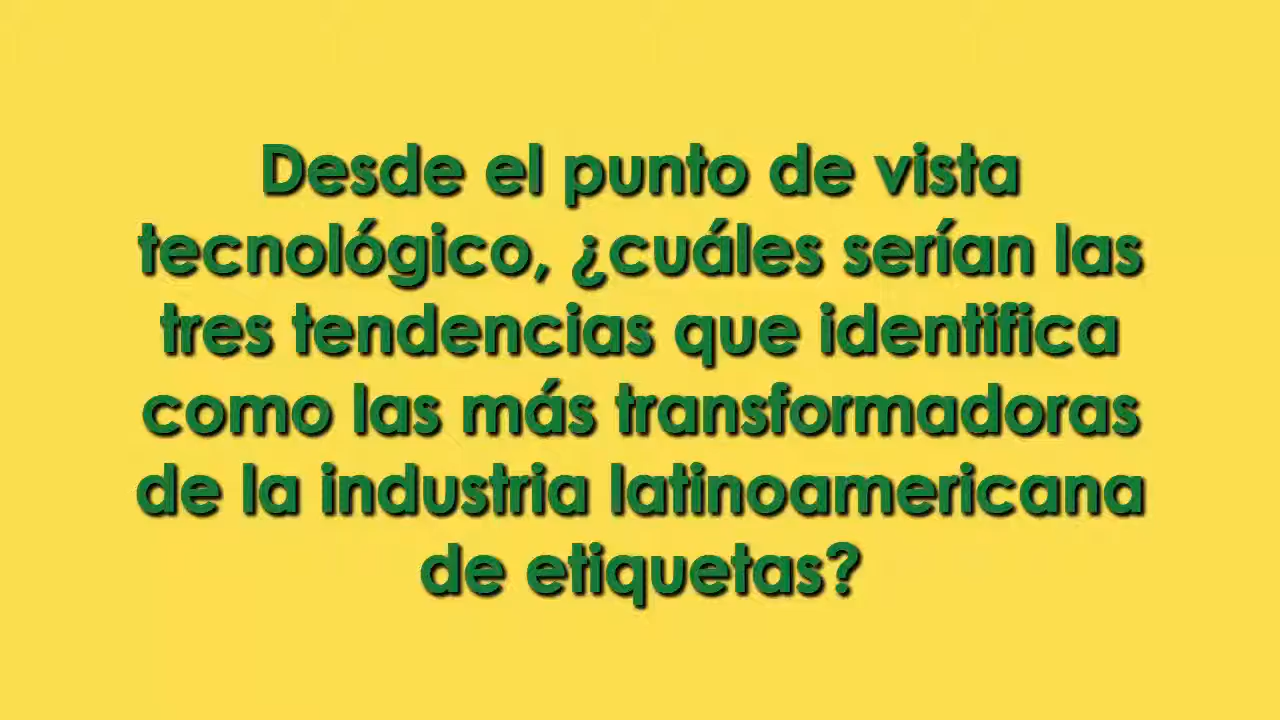 Desde el punto de vista
tecnológico, ¿cuáles serían las
tres tendencias que identifica
como las más transformadoras
de la industria latinoamericana
de etiquetas?